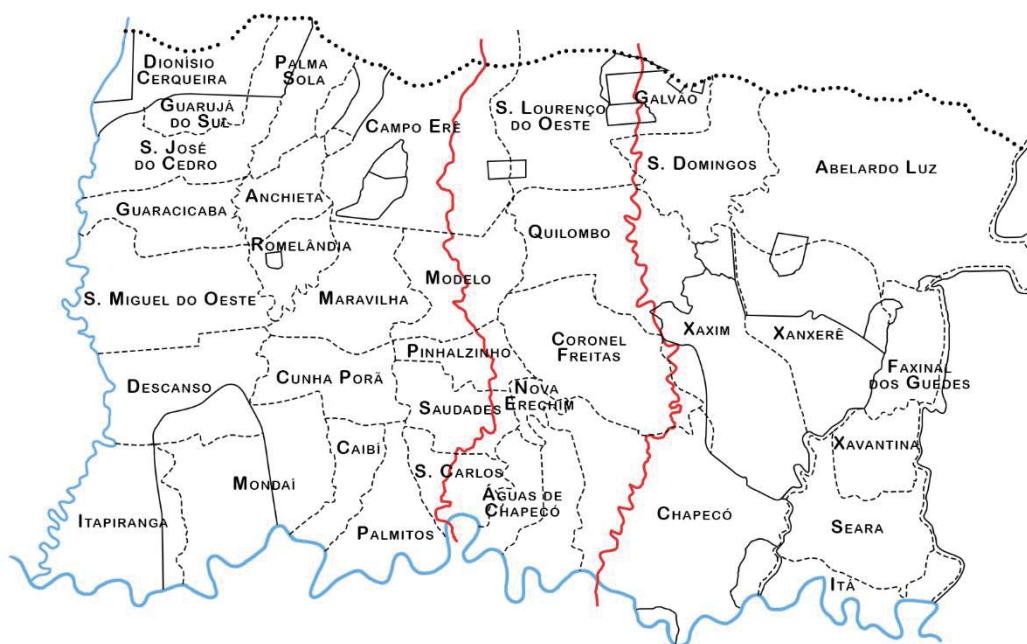 Dionísio
Cerqueira
Palma
Sola
Guarujá
do Sul
S. José
do Cedro
Campo Erê
S. Lourenço
do Oeste
Galvão
S. Domingos
Abelardo Luz
Guaracicaba
Anchieta
Romelândia
Quilombo
S. Miguel do Oeste
Maravilha
Modelo
Xaxim
Xanxerê
Faxinal
dos Guedes
Pinhalzinho
Coronel
Freitas
Descanso
Cunha Porã
Saudades
Nova
Erechim
Caibí
S. Carlos
Xavantina
Mondaí
Águas de
Chapecó
Itapiranga
Palmitos
Chapecó
Seara
Itá